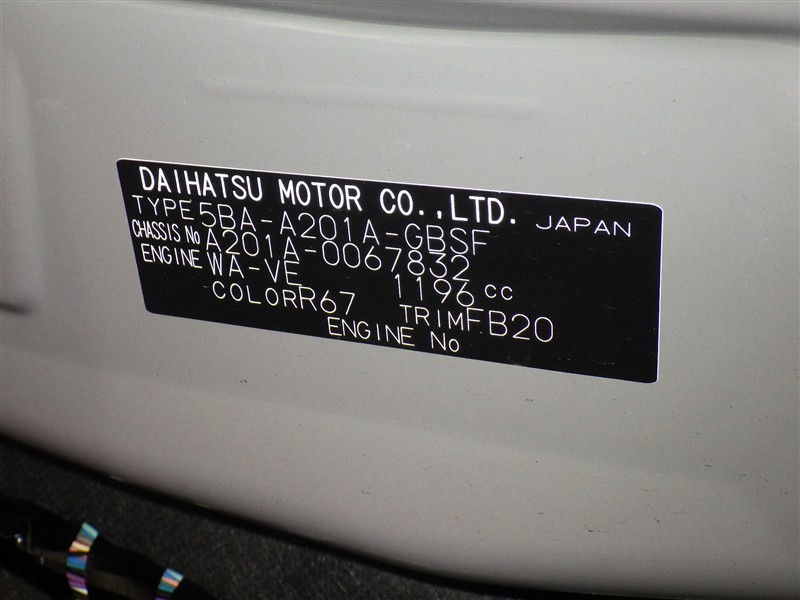 DAIHATSU MOTOR CO.,LTD. JAPAN
TYPE 5BA-A201A-GBSF
CHASSIS No A201A-0067832
ENGINE WA-VE 1196 cc
COLOR R67 TRIM FB20
ENGINE No